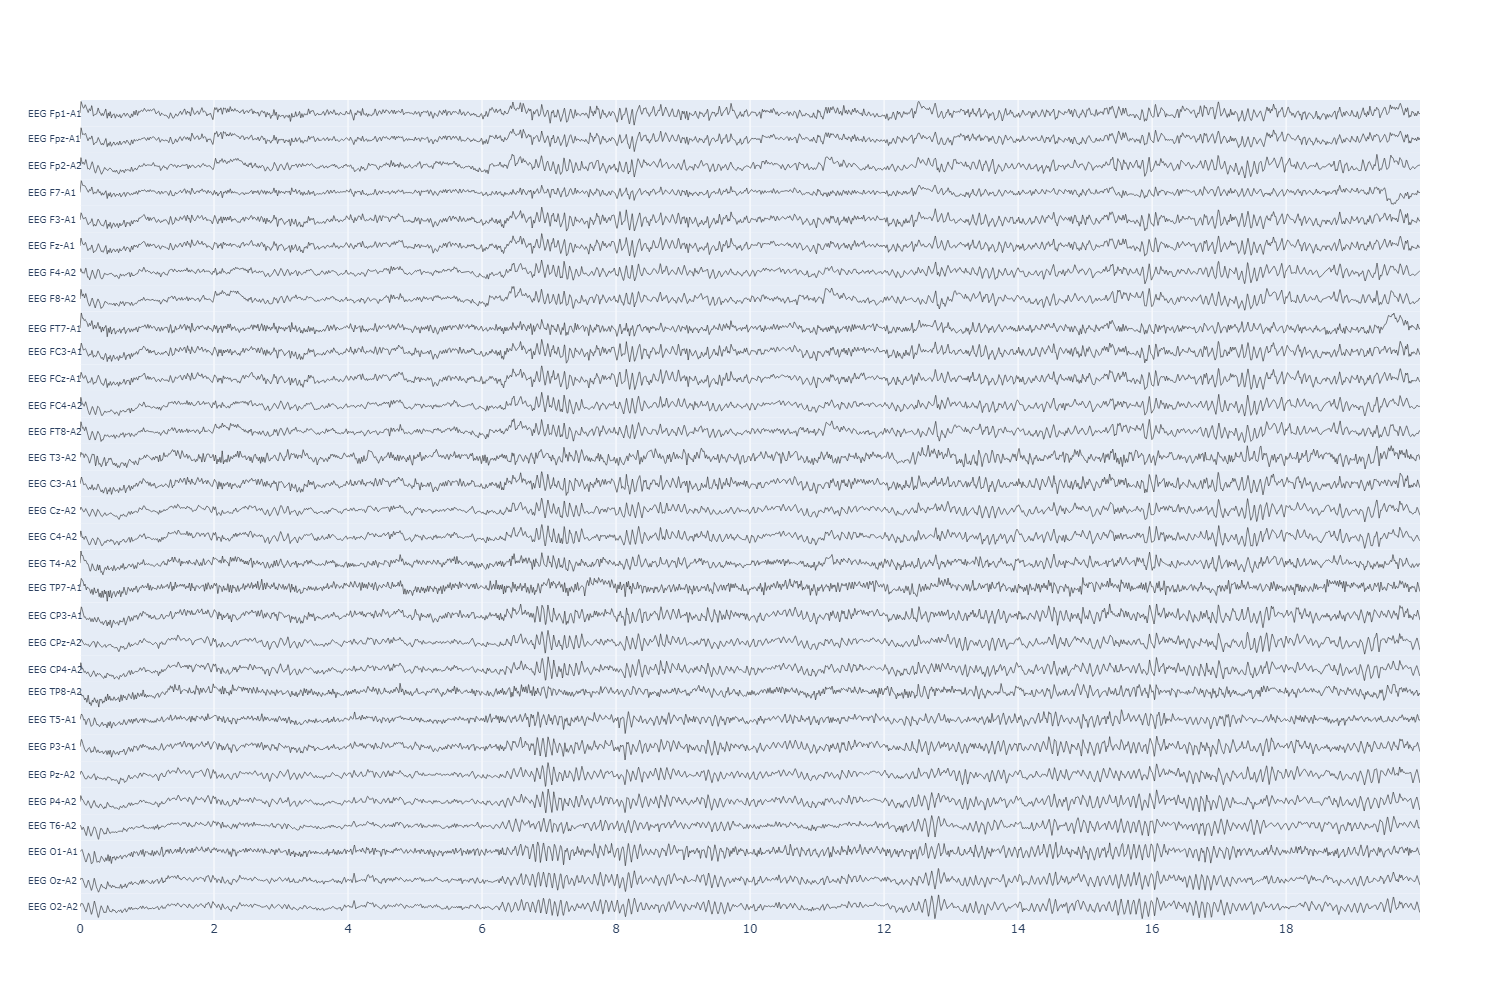 EEG Fp1-A1
EEG Fpz-A1
EEG Fp2-A2
EEG F7-A1
EEG F3-A1
EEG Fz-A1
EEG F4-A2
EEG F8-A2
EEG FT7-A1
EEG FC3-A1
EEG FCz-A1
EEG FC4-A2
EEG FT8-A2
EEG T3-A2
EEG C3-A1
EEG Cz-A2
EEG C4-A2
EEG T4-A2
EEG TP7-A1
EEG CP3-A1
EEG CPz-A2
EEG CP4-A2
EEG TP8-A2
EEG T5-A1
EEG P3-A1
EEG Pz-A2
EEG P4-A2
EEG T6-A2
EEG O1-A1
EEG Oz-A2
EEG O2-A2
0 2 4 6 8 10 12 14 16 18